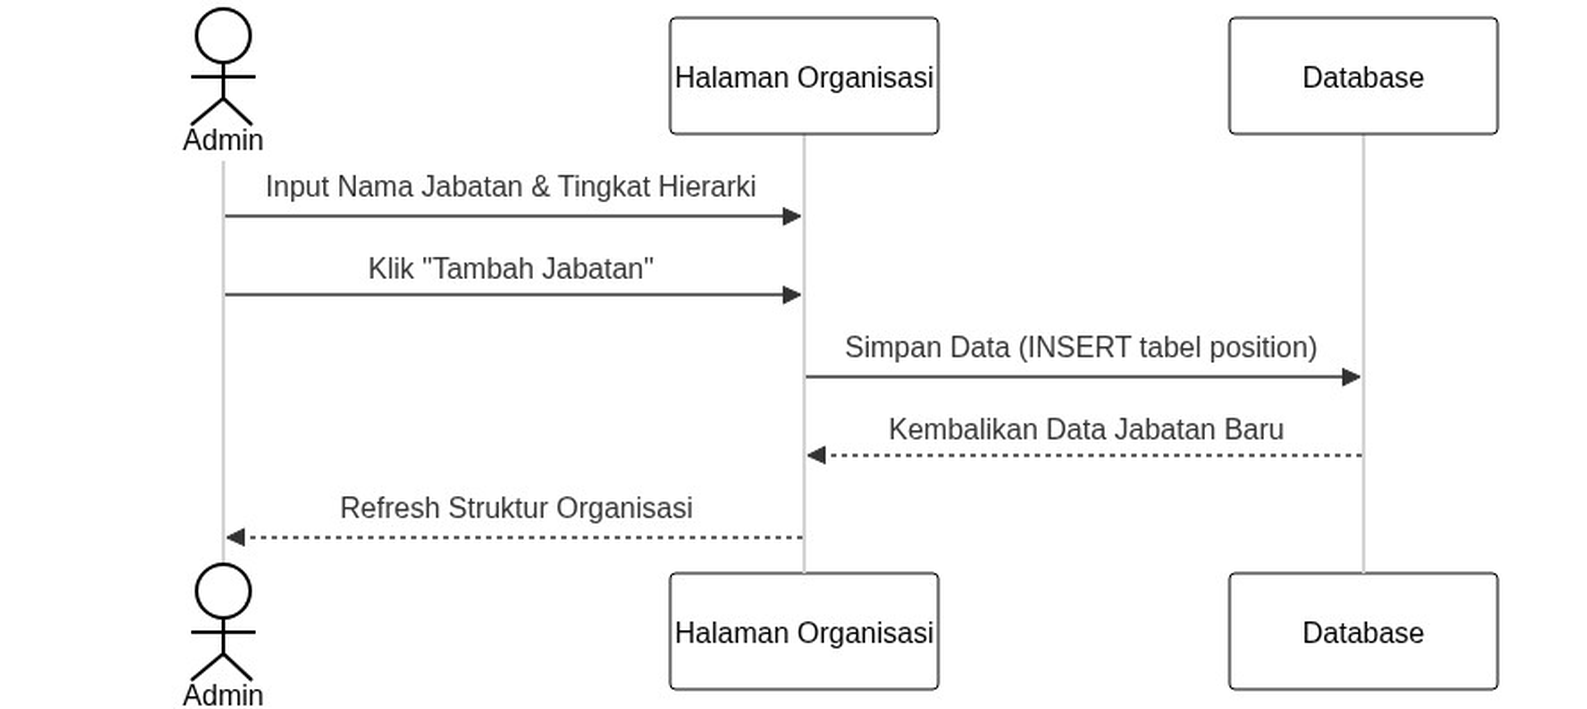 Halaman Organisasi
Database
Admin
Input Nama Jabatan & Tingkat Hierarki
Klik "Tambah Jabatan"
Simpan Data (INSERT tabel position)
Kembalikan Data Jabatan Baru
Refresh Struktur Organisasi
Halaman Organisasi
Database
Admin